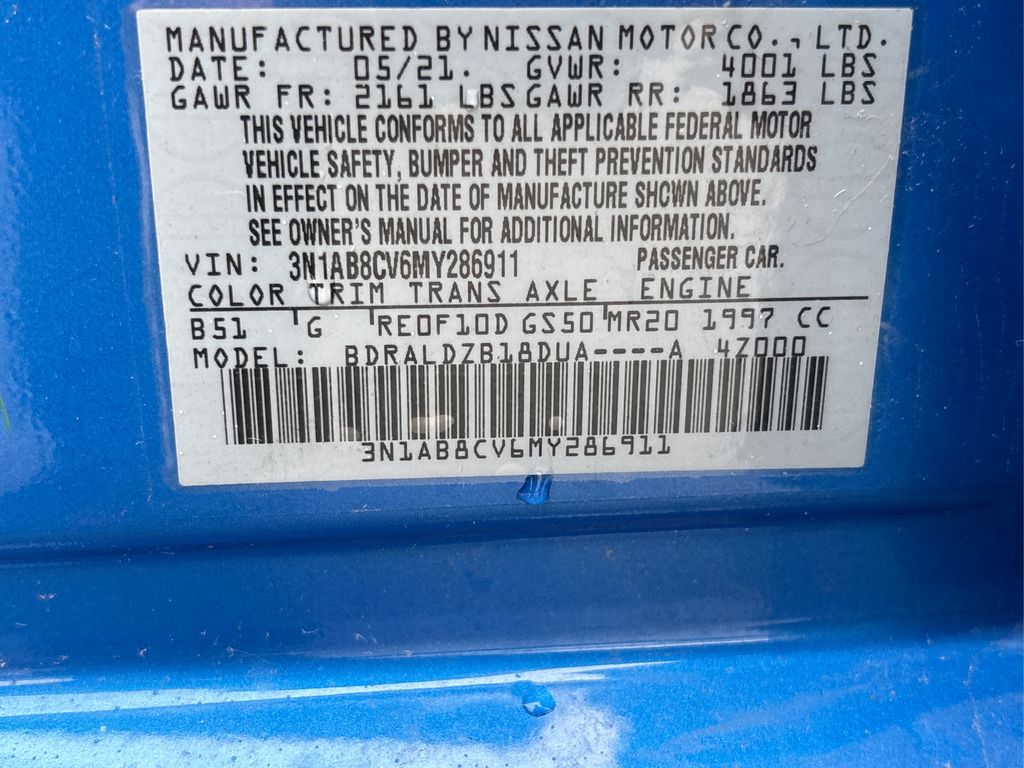 MANUFACTURED BY NISSAN MOTOR CO., LTD.
DATE: 05/21. GVWR: 4001 LBS
GAWR FR: 2161 LBS GAWR RR: 1863 LBS
THIS VEHICLE CONFORMS TO ALL APPLICABLE FEDERAL MOTOR
VEHICLE SAFETY, BUMPER AND THEFT PREVENTION STANDARDS
IN EFFECT ON THE DATE OF MANUFACTURE SHOWN ABOVE.
SEE OWNER'S MANUAL FOR ADDITIONAL INFORMATION.
VIN: 3N1AB8CV6MY286911 PASSENGER CAR.
COLOR TRIM TRANS AXLE ENGINE
B51 G RE0F10D GS50 MR20 1997 CC
MODEL: BDRALDZB18DUA----A 4Z000
3N1AB8CV6MY286911